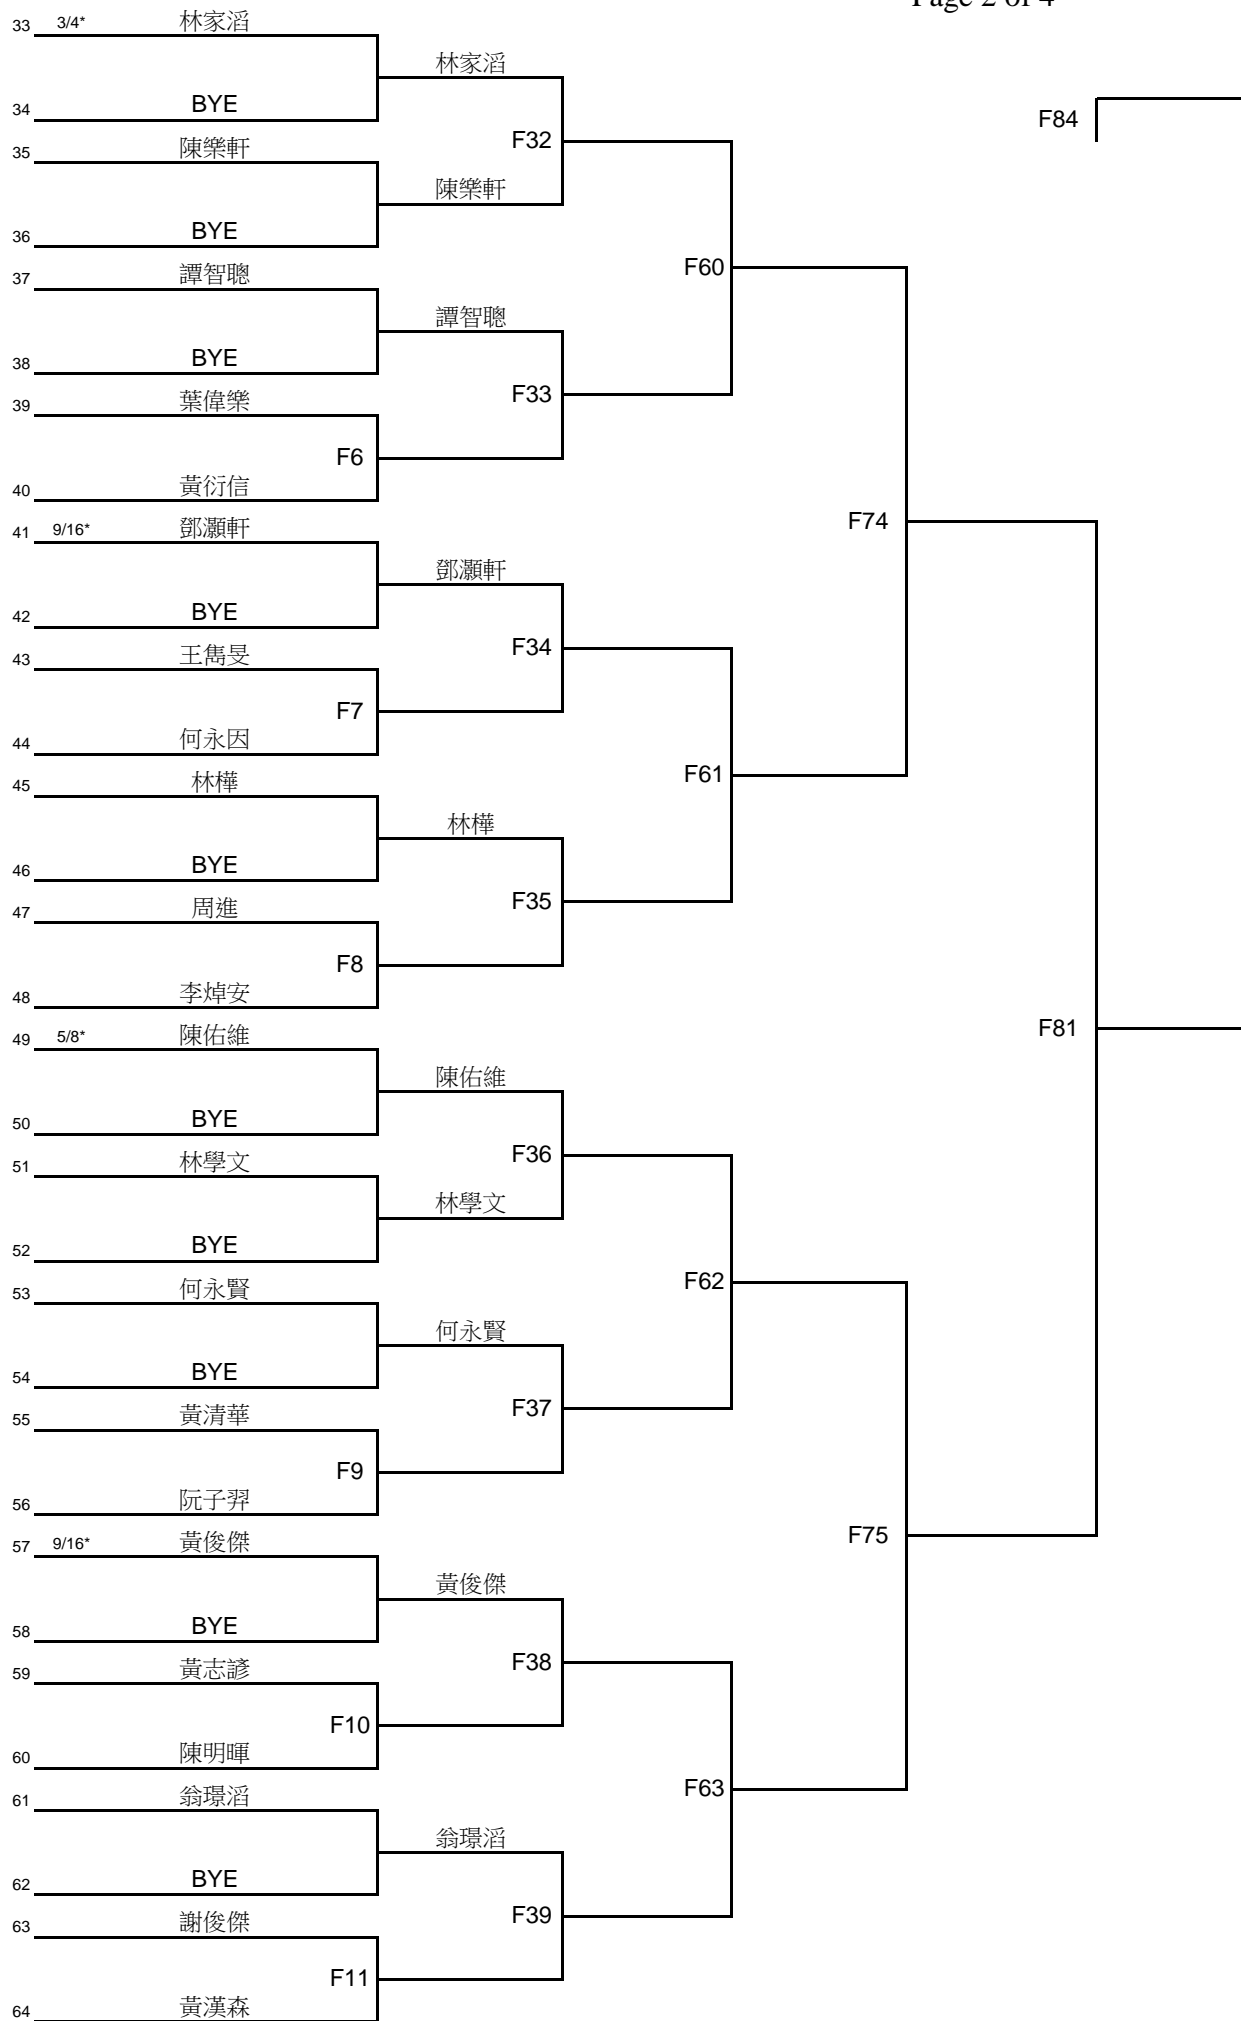 Page 2 of 4
33 3/4* 林家滔
林家滔
34 BYE
F84
35 陳樂軒
F32
陳樂軒
36 BYE
F60
37 譚智聰
譚智聰
38 BYE
F33
39 葉偉樂
F6
40 黃衍信
F74
41 9/16* 鄧灝軒
鄧灝軒
42 BYE
F34
43 王雋旻
F7
44 何永因
F61
45 林樺
林樺
46 BYE
F35
47 周進
F8
48 李焯安
F81
49 5/8* 陳佑維
陳佑維
50 BYE
F36
51 林學文
林學文
52 BYE
F62
53 何永賢
何永賢
54 BYE
F37
55 黃清華
F9
56 阮子羿
F75
57 9/16* 黃俊傑
黃俊傑
58 BYE
F38
59 黃志諺
F10
60 陳明暉
F63
61 翁璟滔
翁璟滔
62 BYE
F39
63 謝俊傑
F11
64 黃漢森